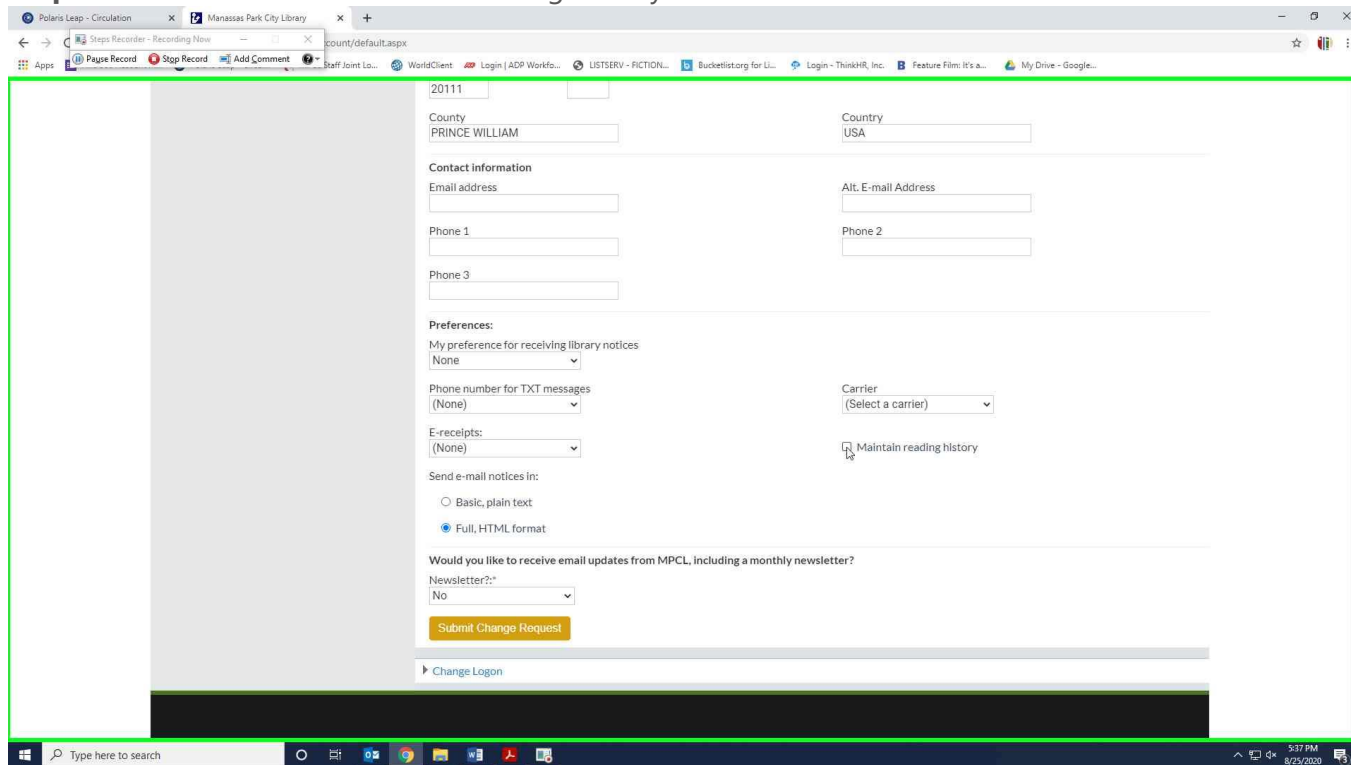 Polaris Leap - Circulation
Manassas Park City Library
Steps Recorder - Recording Now
count/default.aspx
Pause Record Stop Record Add Comment
Apps
Staff Joint Lo... WorldClient Login | ADP Workfo... LISTSERV - FICTION... Bucketlist.org for Li... Login - ThinkHR, Inc. Feature Film: It's a... My Drive - Google...
20111
County Country
PRINCE WILLIAM USA
Contact information
Email address Alt. E-mail Address
Phone 1 Phone 2
Phone 3
Preferences:
My preference for receiving library notices
None
Phone number for TXT messages Carrier
(None) (Select a carrier)
E-receipts:
(None) Maintain reading history
Send e-mail notices in:
Basic, plain text
Full, HTML format
Would you like to receive email updates from MPCL, including a monthly newsletter?
Newsletter?:*
No
Submit Change Request
Change Logon
Type here to search
5:37 PM
8/25/2020